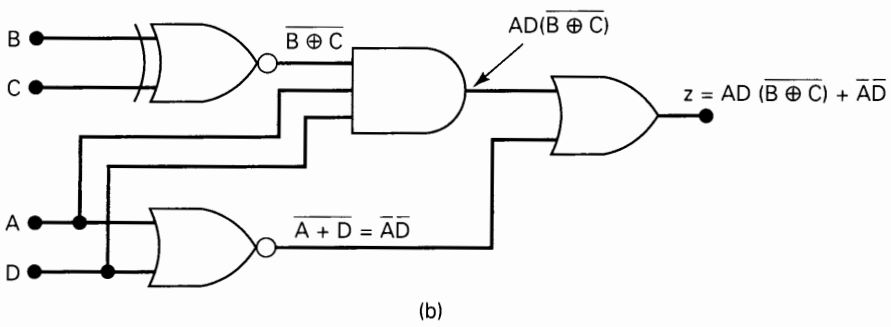 B
C
A
D
B̅ ̅⊕̅ ̅C̅
AD(B̅ ̅⊕̅ ̅C̅)
z = AD (B̅ ̅⊕̅ ̅C̅) + A̅D̅
A̅ ̅+̅ ̅D̅ = A̅D̅
(b)